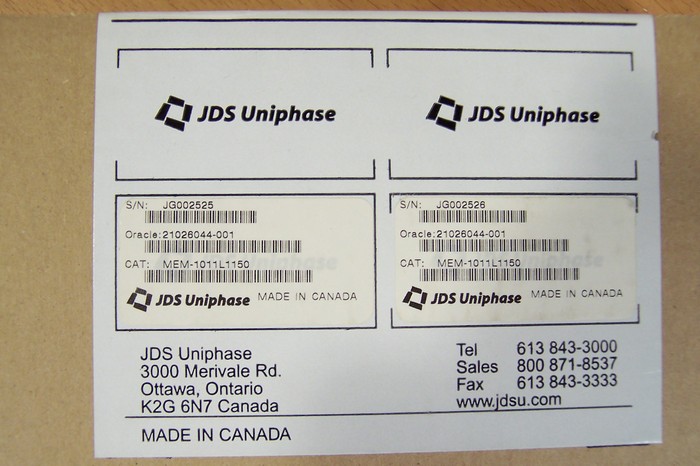 JDS Uniphase
JDS Uniphase
S/N: JG002525
Oracle:21026044-001
CAT: MEM-1011L1150
JDS Uniphase MADE IN CANADA
S/N: JG002526
Oracle:21026044-001
CAT: MEM-1011L1150
JDS Uniphase MADE IN CANADA
JDS Uniphase
3000 Merivale Rd.
Ottawa, Ontario
K2G 6N7 Canada
Tel 613 843-3000
Sales 800 871-8537
Fax 613 843-3333
www.jdsu.com
MADE IN CANADA